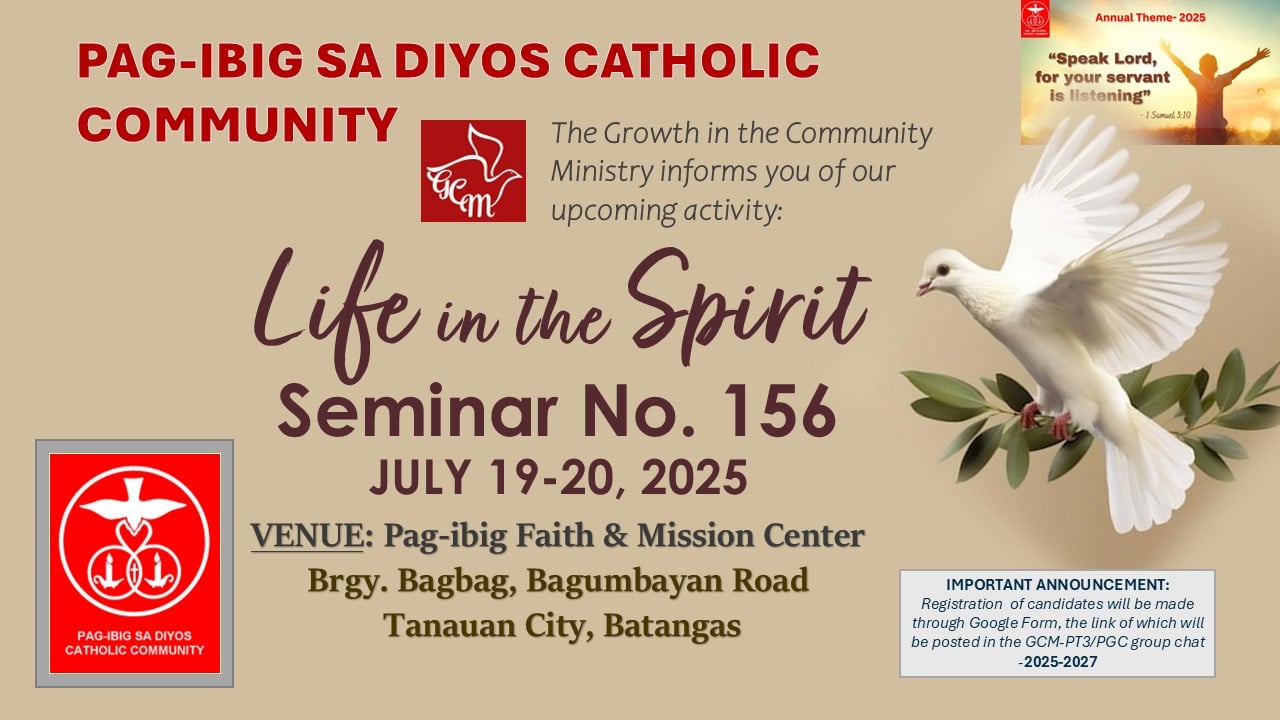 PAG-IBIG SA DIYOS CATHOLIC
COMMUNITY
Annual Theme- 2025
"Speak Lord,
for your servant
is listening"
- 1 Samuel 3:10
GCM
The Growth in the Community
Ministry informs you of our
upcoming activity:
Life in the Spirit
Seminar No. 156
JULY 19-20, 2025
VENUE: Pag-ibig Faith & Mission Center
Brgy. Bagbag, Bagumbayan Road
Tanauan City, Batangas
PAG-IBIG SA DIYOS
CATHOLIC COMMUNITY
IMPORTANT ANNOUNCEMENT:
Registration of candidates will be made
through Google Form, the link of which will
be posted in the GCM-PT3/PGC group chat
-2025-2027